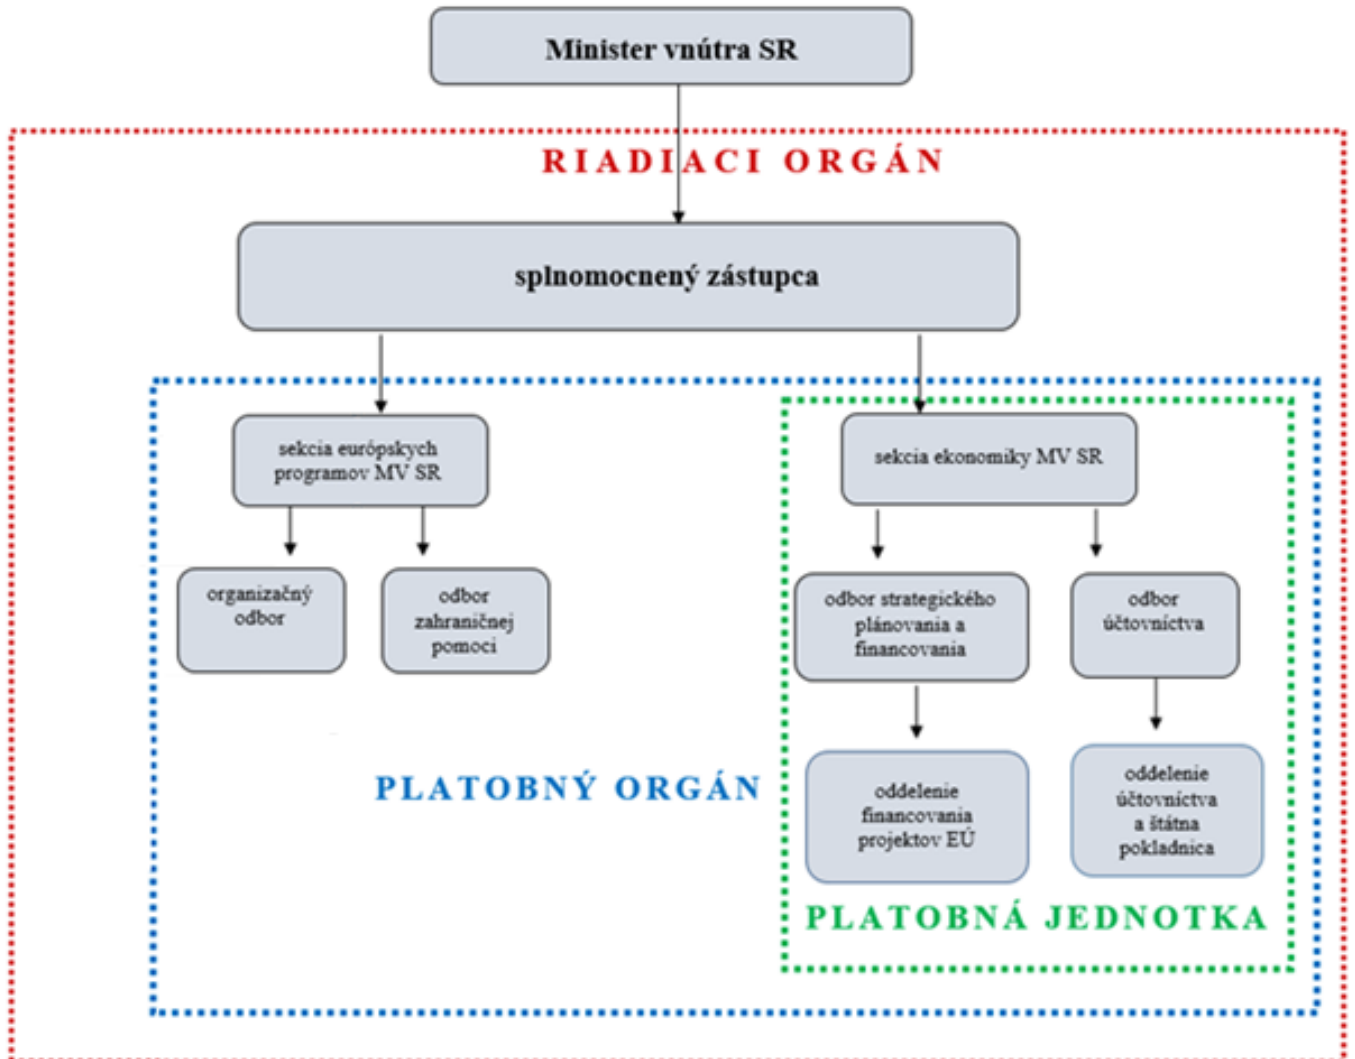 Minister vnútra SR
RIADIACI ORGÁN
splnomocnený zástupca
sekcia európskych
programov MV SR
sekcia ekonomiky MV SR
organizačný
odbor
odbor
zahraničnej
pomoci
odbor strategického
plánovania a
financovania
odbor
účtovníctva
PLATOBNÝ ORGÁN
oddelenie
financovania
projektov EÚ
oddelenie
účtovníctva
a štátna
pokladnica
PLATOBNÁ JEDNOTKA